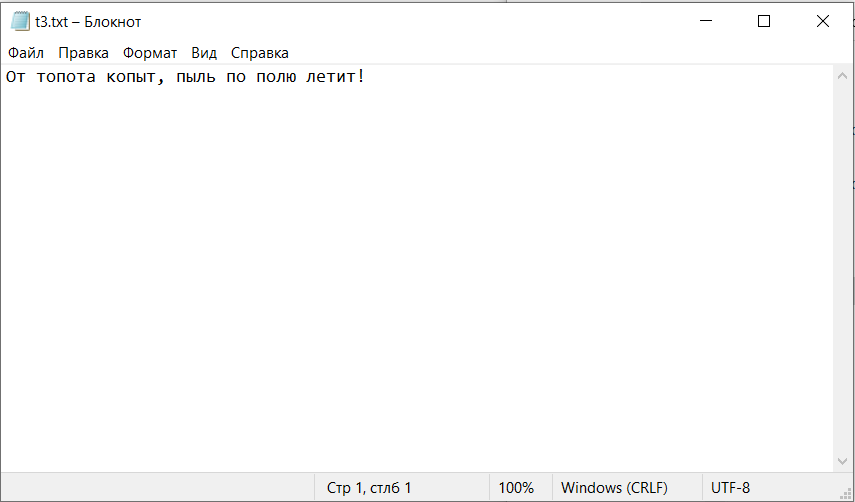 t3.txt – Блокнот
Файл Правка Формат Вид Справка
От топота копыт, пыль по полю летит!
Стр 1, стлб 1 100% Windows (CRLF) UTF-8